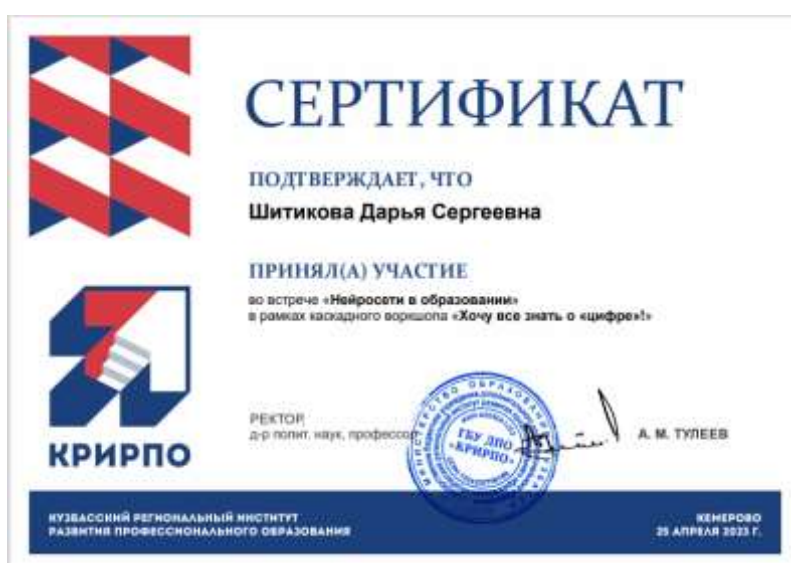 СЕРТИФИКАТ
ПОДТВЕРЖДАЕТ, ЧТО
Шитикова Дарья Сергеевна
ПРИНЯЛ(А) УЧАСТИЕ
во встрече «Нейросети в образовании»
в рамках каскадного воркшопа «Хочу все знать о «цифре»!»
РЕКТОР,
д-р полит. наук, профессор
ГБУ ДПО
«КРИРПО»
А. М. ТУЛЕЕВ
КРИРПО
КУЗБАССКИЙ РЕГИОНАЛЬНЫЙ ИНСТИТУТ
РАЗВИТИЯ ПРОФЕССИОНАЛЬНОГО ОБРАЗОВАНИЯ
КЕМЕРОВО
25 АПРЕЛЯ 2023 Г.